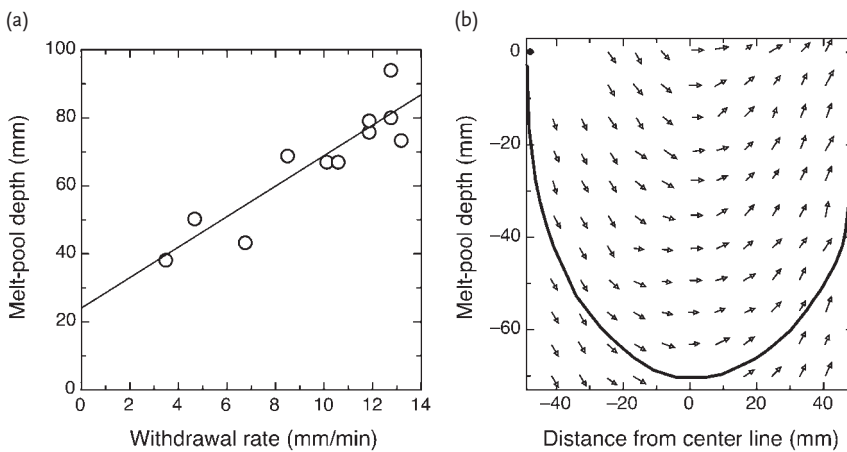 (a)
100
80
60
40
20
0
Melt-pool depth (mm)
0 2 4 6 8 10 12 14
Withdrawal rate (mm/min)
(b)
0
−20
−40
−60
Melt-pool depth (mm)
−40 −20 0 20 40
Distance from center line (mm)